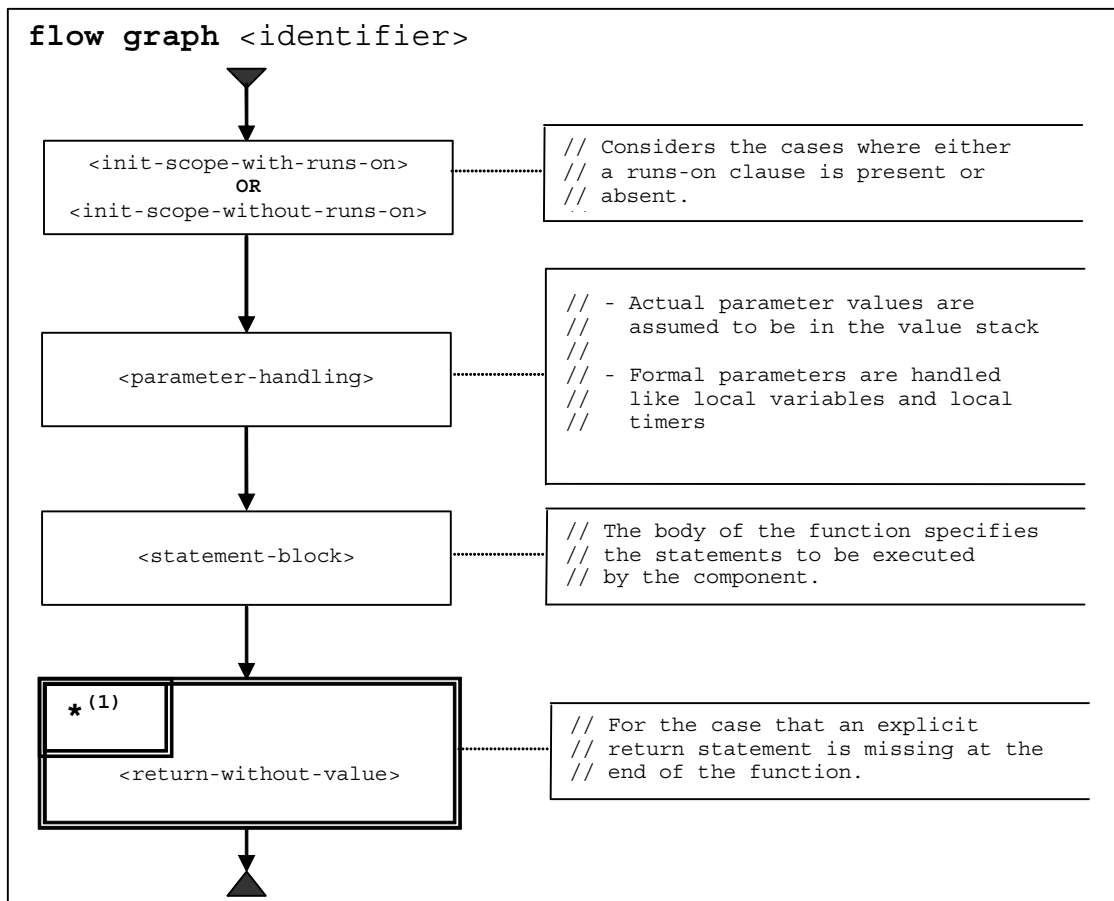 flow graph <identifier>
<init-scope-with-runs-on>
OR
<init-scope-without-runs-on>
// Considers the cases where either
// a runs-on clause is present or
// absent.
//
<parameter-handling>
// - Actual parameter values are
//   assumed to be in the value stack
//
// - Formal parameters are handled
//   like local variables and local
//   timers
<statement-block>
// The body of the function specifies
// the statements to be executed
// by the component.
*(1)
<return-without-value>
// For the case that an explicit
// return statement is missing at the
// end of the function.